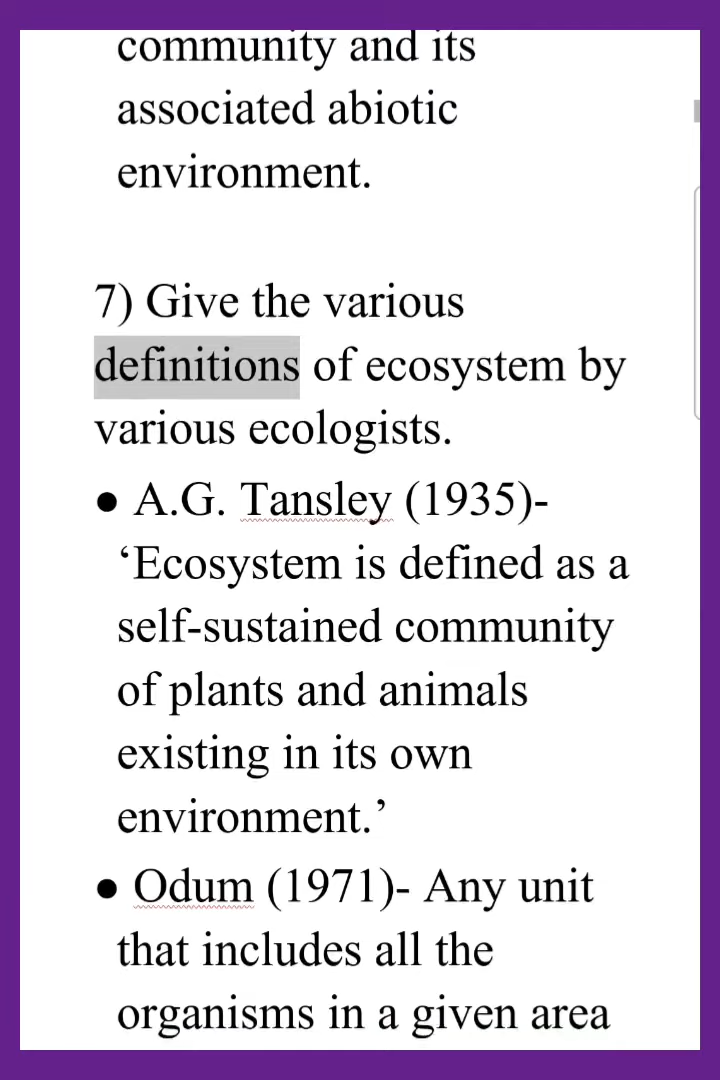 community and its
associated abiotic
environment.
7) Give the various
definitions of ecosystem by
various ecologists.
● A.G. Tansley (1935)-
‘Ecosystem is defined as a
self-sustained community
of plants and animals
existing in its own
environment.’
● Odum (1971)- Any unit
that includes all the
organisms in a given area